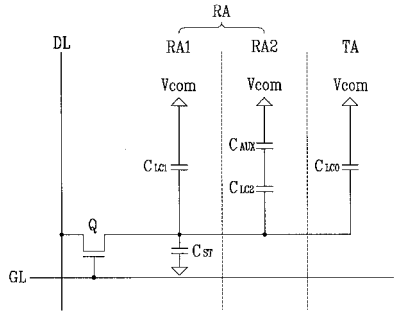 RA
DL RA1 RA2 TA
Vcom Vcom Vcom
CAUX
CLC1 CLC2 CLC0
Q
CST
GL